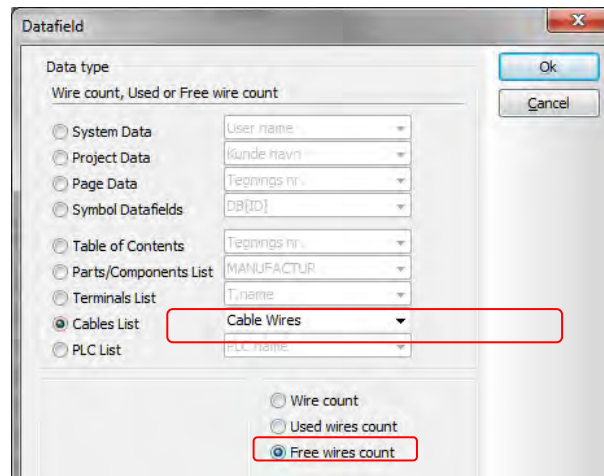 Datafield
Data type
Ok
Wire count, Used or Free wire count
Cancel
System Data User name
Project Data Kunde navn
Page Data Tegnings nr.
Symbol Datafields DB[ID]
Table of Contents Tegnings nr.
Parts/Components List MANUFACTUR
Terminals List T.name
Cables List Cable Wires
PLC List PLC name
Wire count
Used wires count
Free wires count